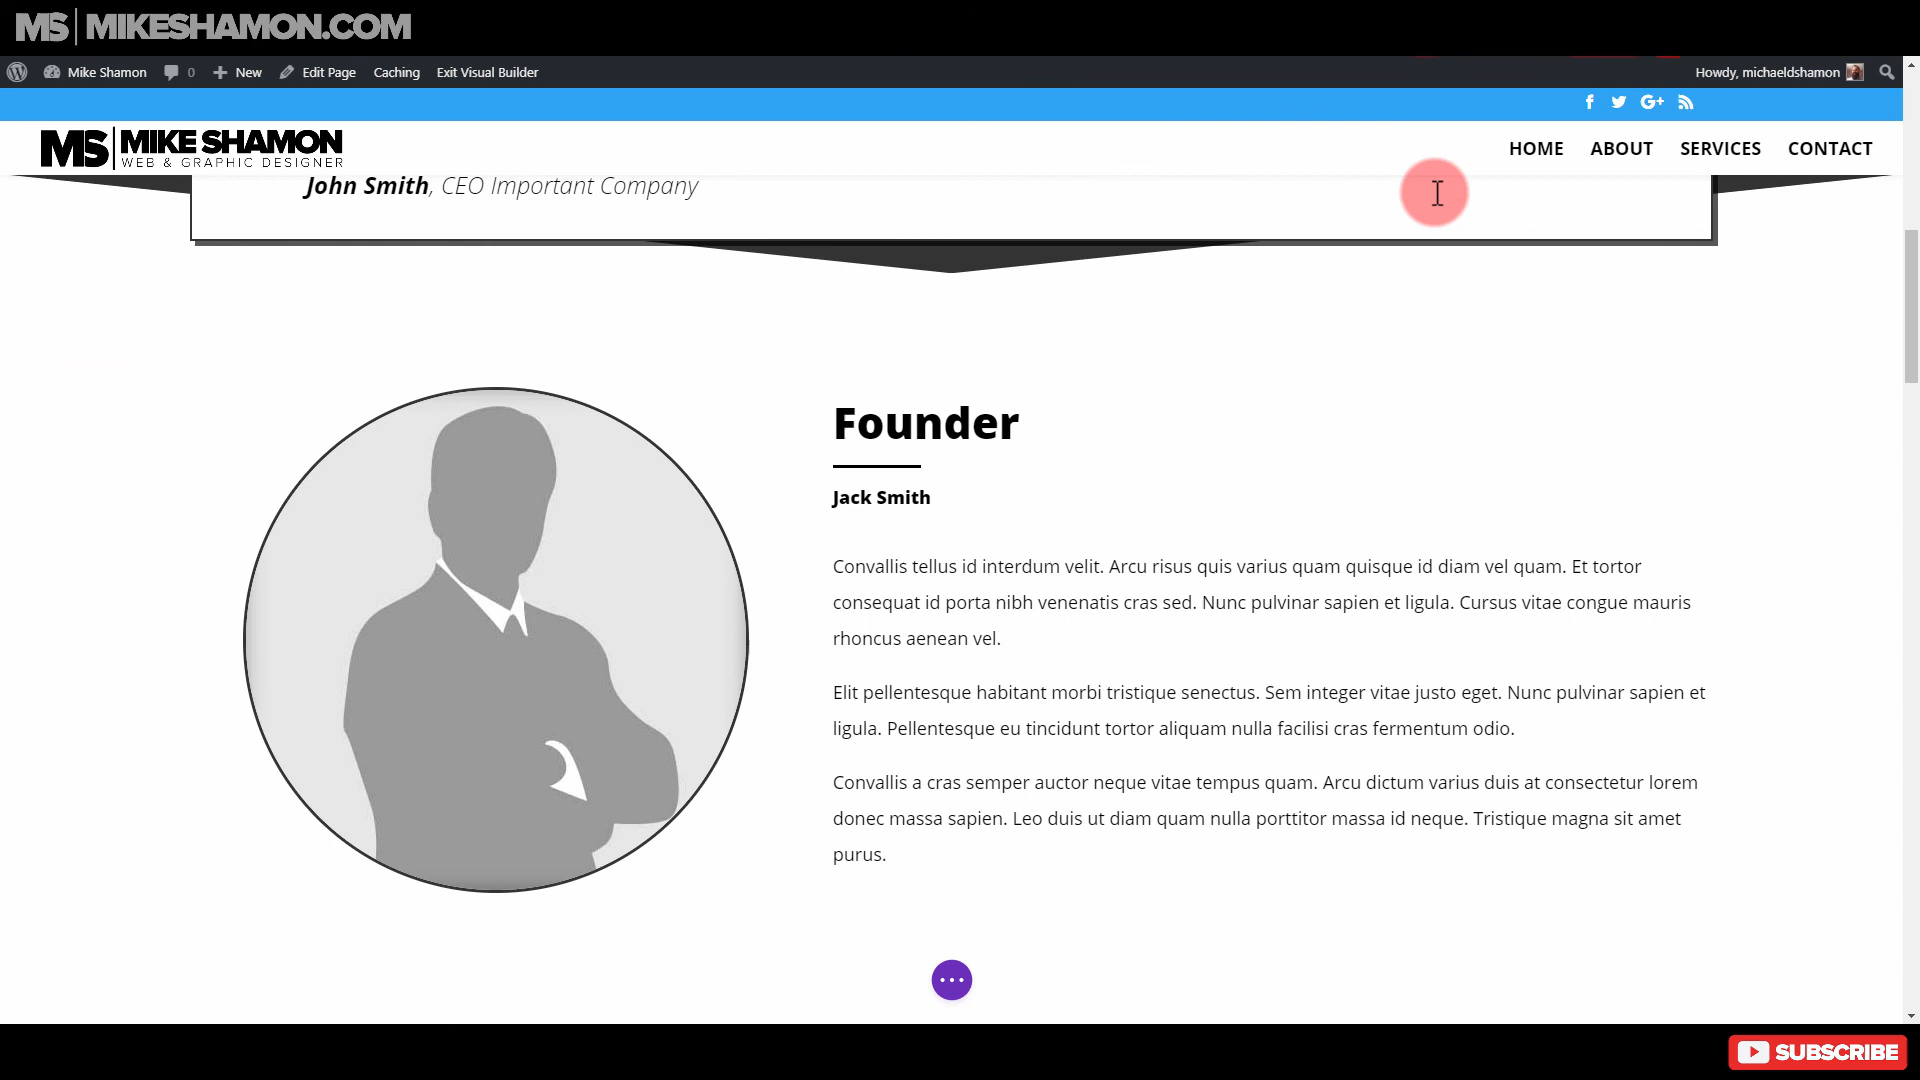 MS MIKESHAMON.COM
Mike Shamon 0 New Edit Page Caching Exit Visual Builder Howdy, michaeldshamon
MS MIKE SHAMON
WEB & GRAPHIC DESIGNER
HOME ABOUT SERVICES CONTACT
John Smith, CEO Important Company
Founder
Jack Smith
Convallis tellus id interdum velit. Arcu risus quis varius quam quisque id diam vel quam. Et tortor
consequat id porta nibh venenatis cras sed. Nunc pulvinar sapien et ligula. Cursus vitae congue mauris
rhoncus aenean vel.
Elit pellentesque habitant morbi tristique senectus. Sem integer vitae justo eget. Nunc pulvinar sapien et
ligula. Pellentesque eu tincidunt tortor aliquam nulla facilisi cras fermentum odio.
Convallis a cras semper auctor neque vitae tempus quam. Arcu dictum varius duis at consectetur lorem
donec massa sapien. Leo duis ut diam quam nulla porttitor massa id neque. Tristique magna sit amet
purus.
SUBSCRIBE